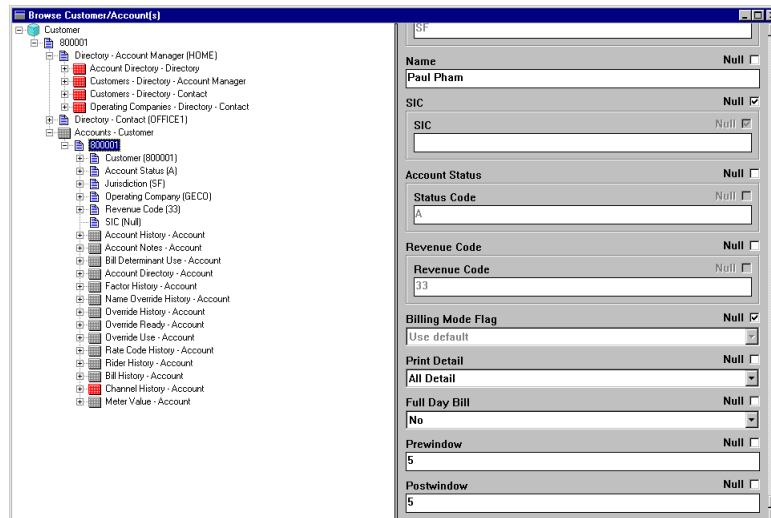 Browse Customer/Account(s)
Customer
800001
Directory - Account Manager (HOME)
Account Directory - Directory
Customers - Directory - Account Manager
Customers - Directory - Contact
Operating Companies - Directory - Contact
Directory - Contact (OFFICE1)
Accounts - Customer
800001
Customer (800001)
Account Status (A)
Jurisdiction (SF)
Operating Company (GECO)
Revenue Code (33)
SIC (Null)
Account History - Account
Account Notes - Account
Bill Determinant Use - Account
Account Directory - Account
Factor History - Account
Name Override History - Account
Override History - Account
Override Ready - Account
Override Use - Account
Rate Code History - Account
Rider History - Account
Bill History - Account
Channel History - Account
Meter Value - Account
SF
Name Null
Paul Pham
SIC Null
SIC Null
Account Status Null
Status Code Null
A
Revenue Code Null
Revenue Code Null
33
Billing Mode Flag Null
Use default
Print Detail Null
All Detail
Full Day Bill Null
No
Prewindow Null
5
Postwindow Null
5